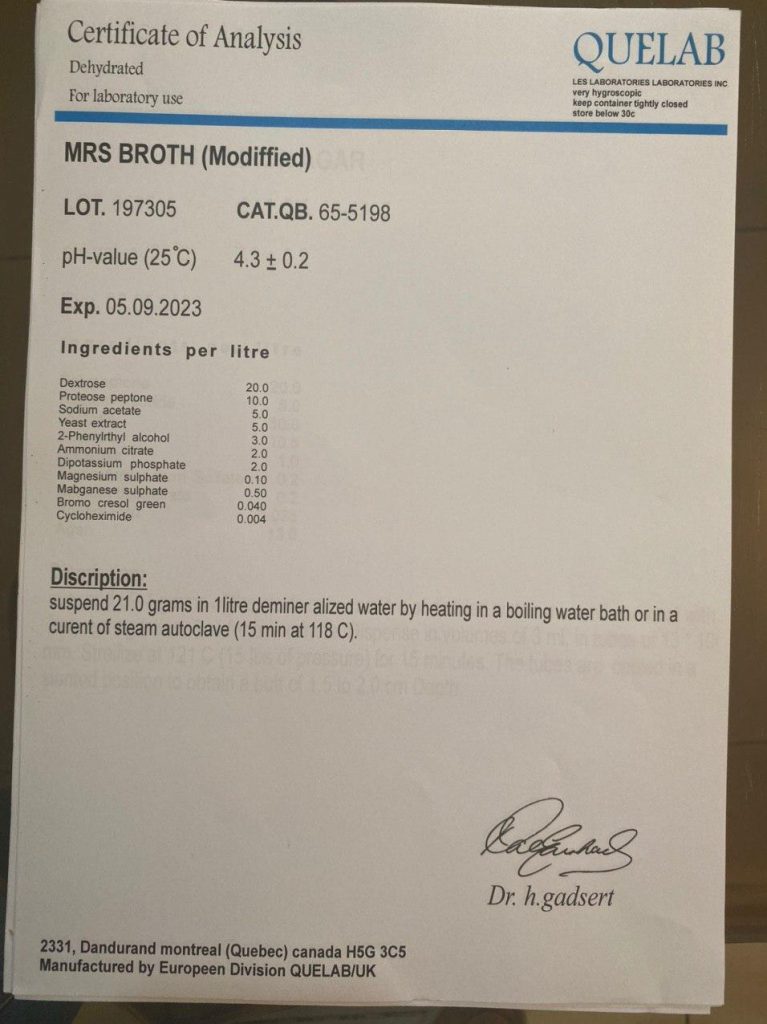 Certificate of Analysis
Dehydrated
For laboratory use
QUELAB
LES LABORATORIES LABORATORIES INC
very hygroscopic
keep container tightly closed
store below 30c
MRS BROTH (Modiffied)
LOT. 197305 CAT.QB. 65-5198
pH-value (25°C) 4.3 ± 0.2
Exp. 05.09.2023
Ingredients per litre
Dextrose 20.0
Proteose peptone 10.0
Sodium acetate 5.0
Yeast extract 5.0
2-Phenylrthyl alcohol 3.0
Ammonium citrate 2.0
Dipotassium phosphate 2.0
Magnesium sulphate 0.10
Mabganese sulphate 0.50
Bromo cresol green 0.040
Cycloheximide 0.004
Discription:
suspend 21.0 grams in 1litre deminer alized water by heating in a boiling water bath or in a
curent of steam autoclave (15 min at 118 C).
Dr. h.gadsert
2331, Dandurand montreal (Quebec) canada H5G 3C5
Manufactured by Europeen Division QUELAB/UK